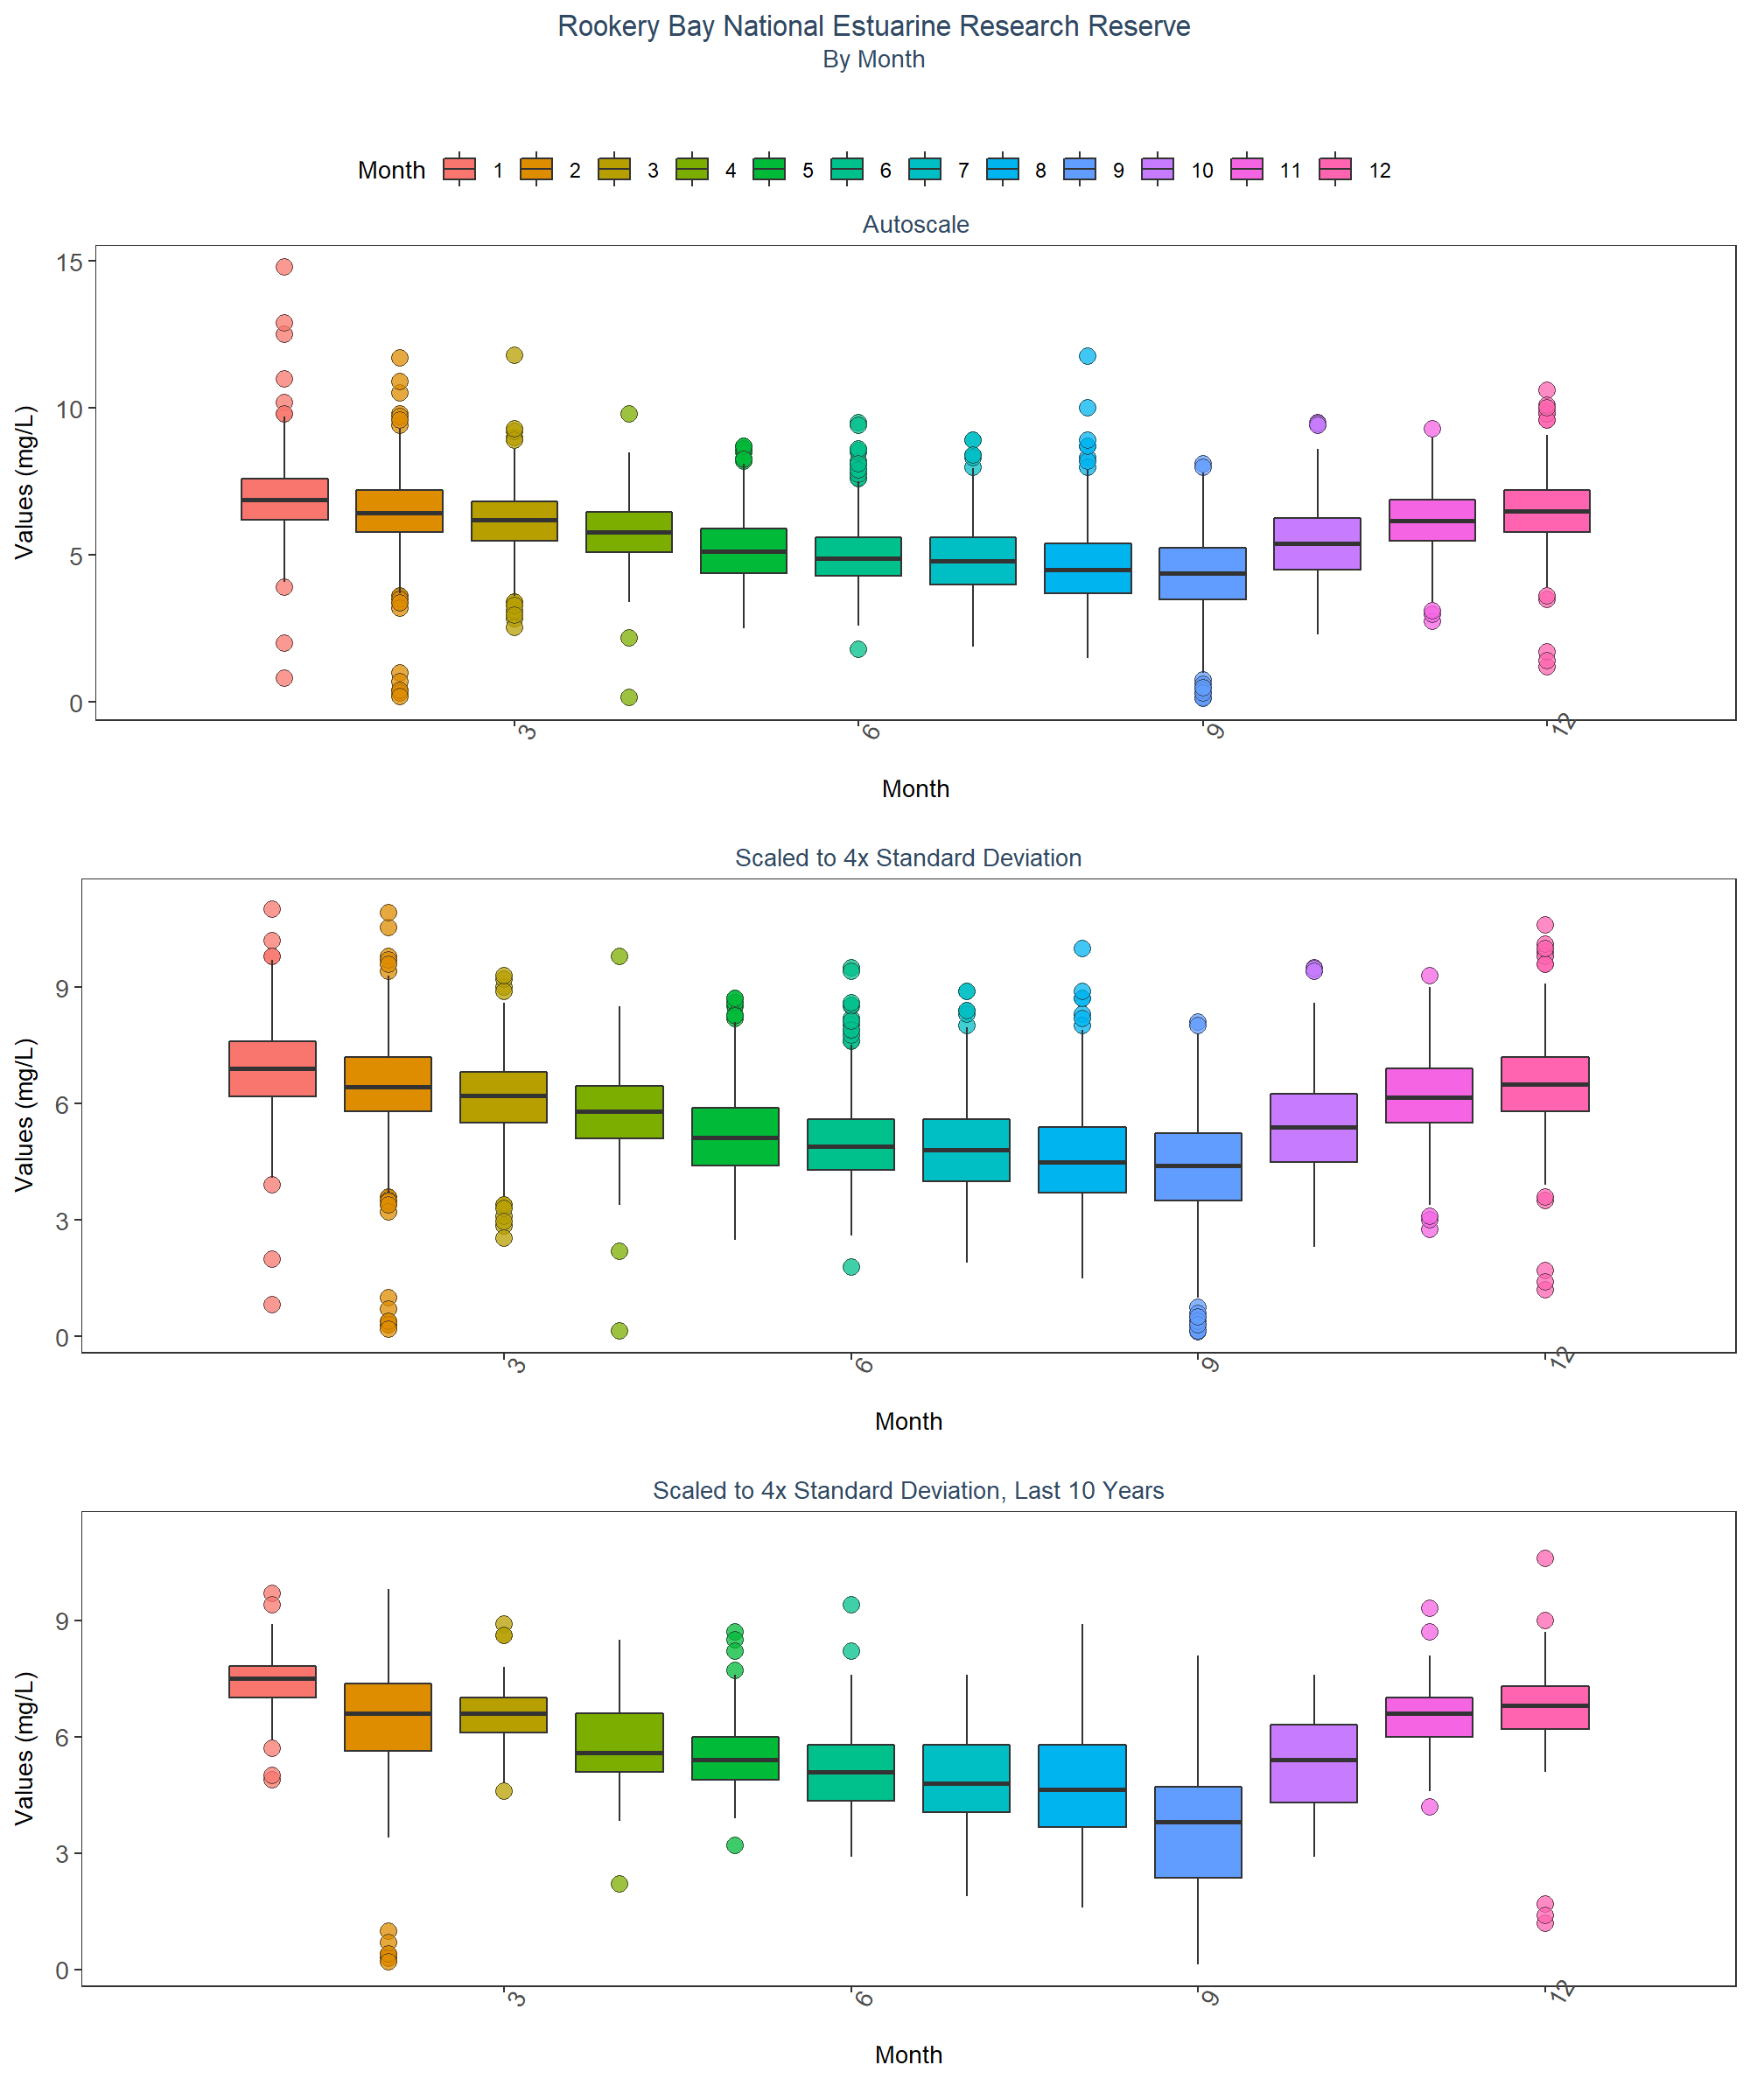 Rookery Bay National Estuarine Research Reserve
By Month
Month 1 2 3 4 5 6 7 8 9 10 11 12
Autoscale
Values (mg/L)
15
10
5
0
3 6 9 12
Month
Scaled to 4x Standard Deviation
Values (mg/L)
9
6
3
0
3 6 9 12
Month
Scaled to 4x Standard Deviation, Last 10 Years
Values (mg/L)
9
6
3
0
3 6 9 12
Month